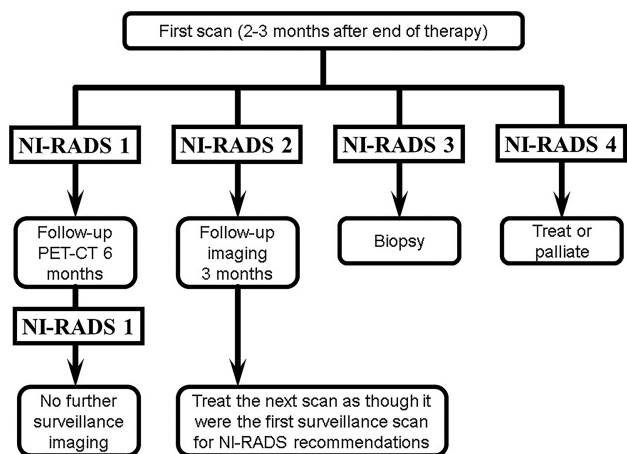 First scan (2-3 months after end of therapy)
NI-RADS 1
NI-RADS 2
NI-RADS 3
NI-RADS 4
Follow-up
PET-CT 6
months
Follow-up
imaging
3 months
Biopsy
Treat or
palliate
NI-RADS 1
No further
surveillance
imaging
Treat the next scan as though it
were the first surveillance scan
for NI-RADS recommendations